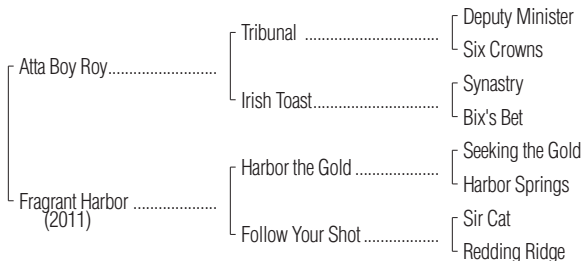 Deputy Minister
Tribunal ................................
Six Crowns
Atta Boy Roy..........................
Synastry
Irish Toast..............................
Bix's Bet
Seeking the Gold
Harbor the Gold ....................
Harbor Springs
Fragrant Harbor ....................
(2011)
Sir Cat
Follow Your Shot..................
Redding Ridge